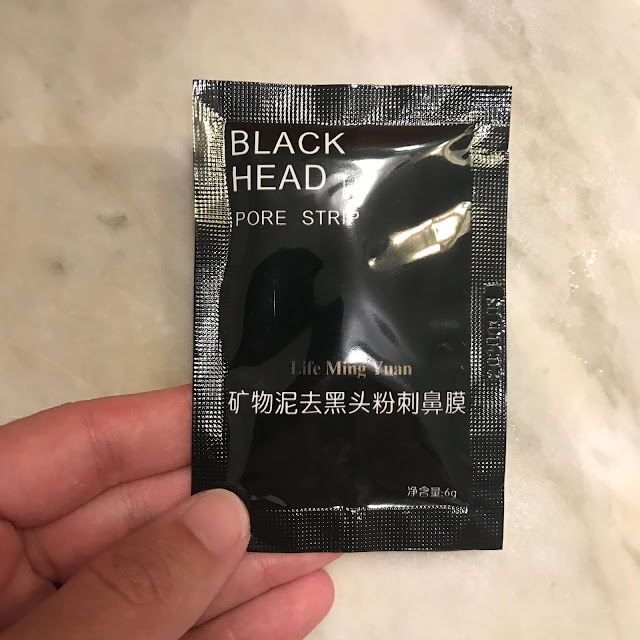 BLACK
HEAD
PORE STRIP
Life Ming Yuan
矿物泥去黑头粉刺鼻膜
净含量:6g